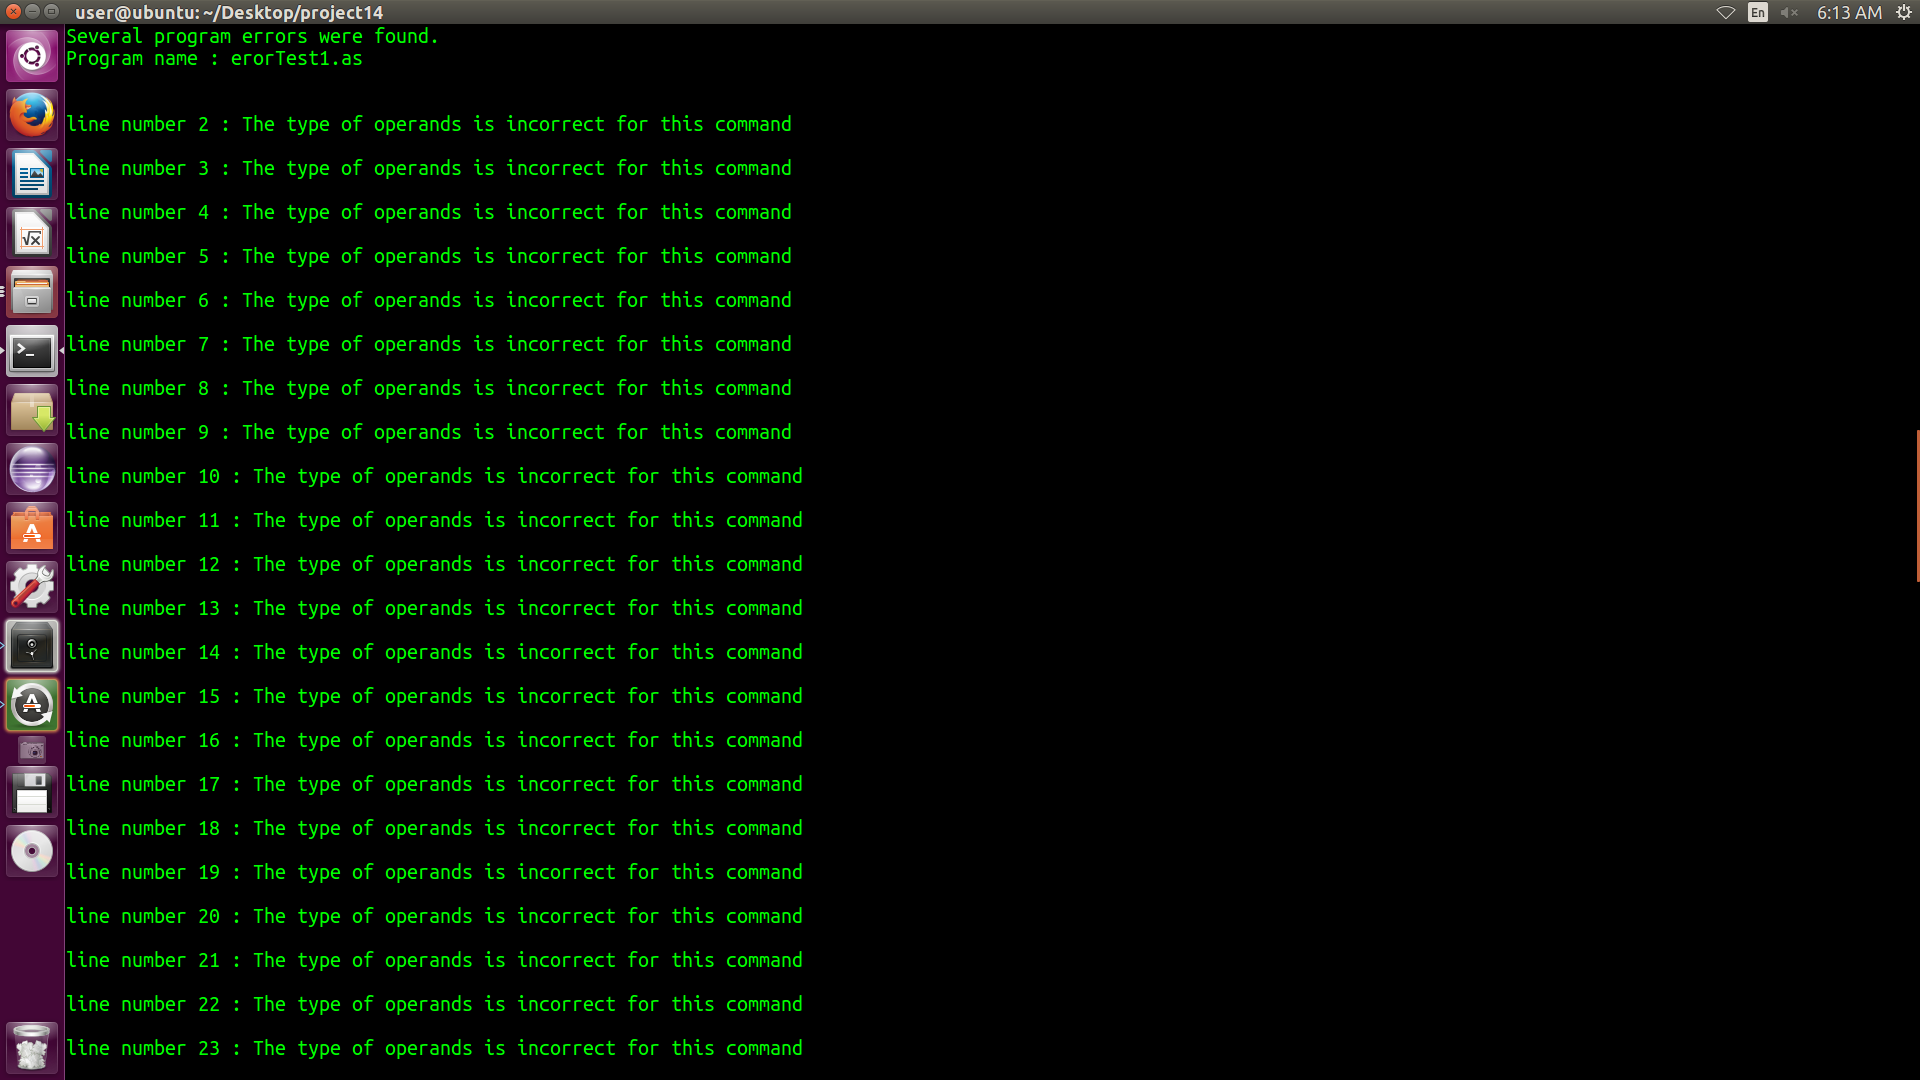 user@ubuntu: ~/Desktop/project14
En
6:13 AM
Several program errors were found.
Program name : erorTest1.as
line number 2 : The type of operands is incorrect for this command
line number 3 : The type of operands is incorrect for this command
line number 4 : The type of operands is incorrect for this command
line number 5 : The type of operands is incorrect for this command
line number 6 : The type of operands is incorrect for this command
line number 7 : The type of operands is incorrect for this command
line number 8 : The type of operands is incorrect for this command
line number 9 : The type of operands is incorrect for this command
line number 10 : The type of operands is incorrect for this command
line number 11 : The type of operands is incorrect for this command
line number 12 : The type of operands is incorrect for this command
line number 13 : The type of operands is incorrect for this command
line number 14 : The type of operands is incorrect for this command
line number 15 : The type of operands is incorrect for this command
line number 16 : The type of operands is incorrect for this command
line number 17 : The type of operands is incorrect for this command
line number 18 : The type of operands is incorrect for this command
line number 19 : The type of operands is incorrect for this command
line number 20 : The type of operands is incorrect for this command
line number 21 : The type of operands is incorrect for this command
line number 22 : The type of operands is incorrect for this command
line number 23 : The type of operands is incorrect for this command